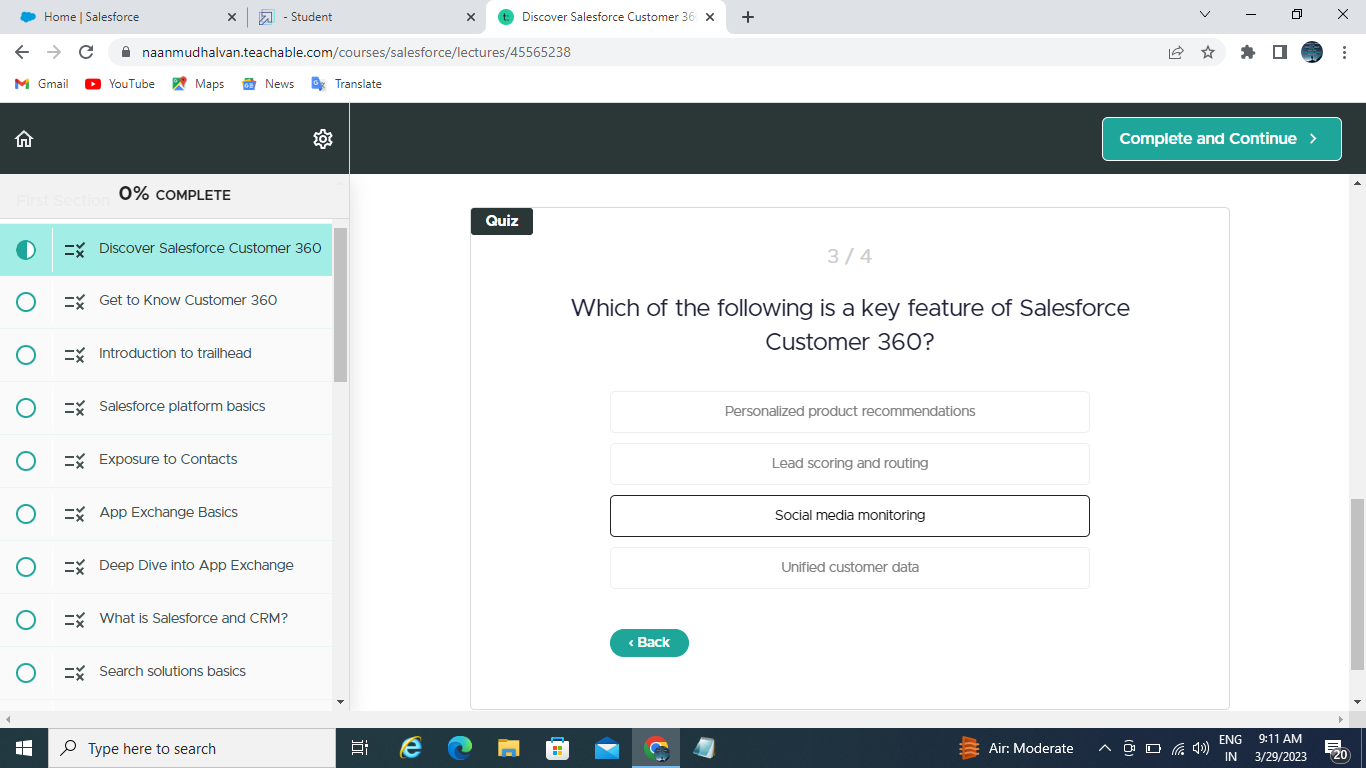 Home | Salesforce
- Student
Discover Salesforce Customer 36
naanmudhalvan.teachable.com/courses/salesforce/lectures/45565238
Gmail
YouTube
Maps
News
Translate
Complete and Continue
First Section
0% COMPLETE
Discover Salesforce Customer 360
Get to Know Customer 360
Introduction to trailhead
Salesforce platform basics
Exposure to Contacts
App Exchange Basics
Deep Dive into App Exchange
What is Salesforce and CRM?
Search solutions basics
Quiz
3 / 4
Which of the following is a key feature of Salesforce
Customer 360?
Personalized product recommendations
Lead scoring and routing
Social media monitoring
Unified customer data
‹ Back
Type here to search
Air: Moderate
ENG
IN
9:11 AM
3/29/2023
20